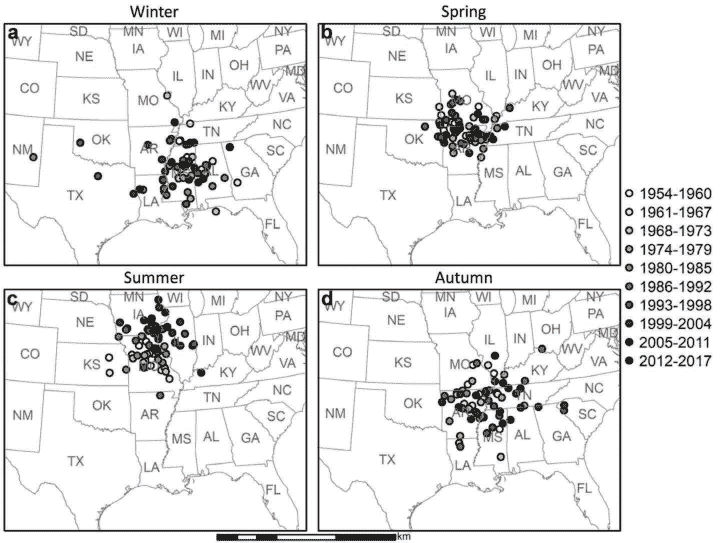 Winter
Spring
a
SD MN WI MI NY
WY IA PA
NE
IL IN OH MD
CO WV
KS MO VA
KY
NC
TN
OK AR SC
NM
AL GA
TX LA
FL
b
SD MN WI MI NY
WY IA PA
NE
IL IN OH MD
CO WV
KS VA
KY
NC
TN
OK SC
NM
MS AL GA
TX LA
FL
1954-1960
1961-1967
1968-1973
1974-1979
1980-1985
1986-1992
1993-1998
1999-2004
2005-2011
2012-2017
Summer
Autumn
c
SD MN WI MI NY
WY IA PA
NE
IN OH MD
CO WV
KS VA
KY
NC
TN
OK AR SC
NM
MS AL GA
TX LA
FL
d
SD MN WI MI NY
WY IA PA
NE
IL IN OH MD
CO WV
KS MO VA
KY
NC
TN
OK SC
NM
MS AL GA
TX LA
FL
km